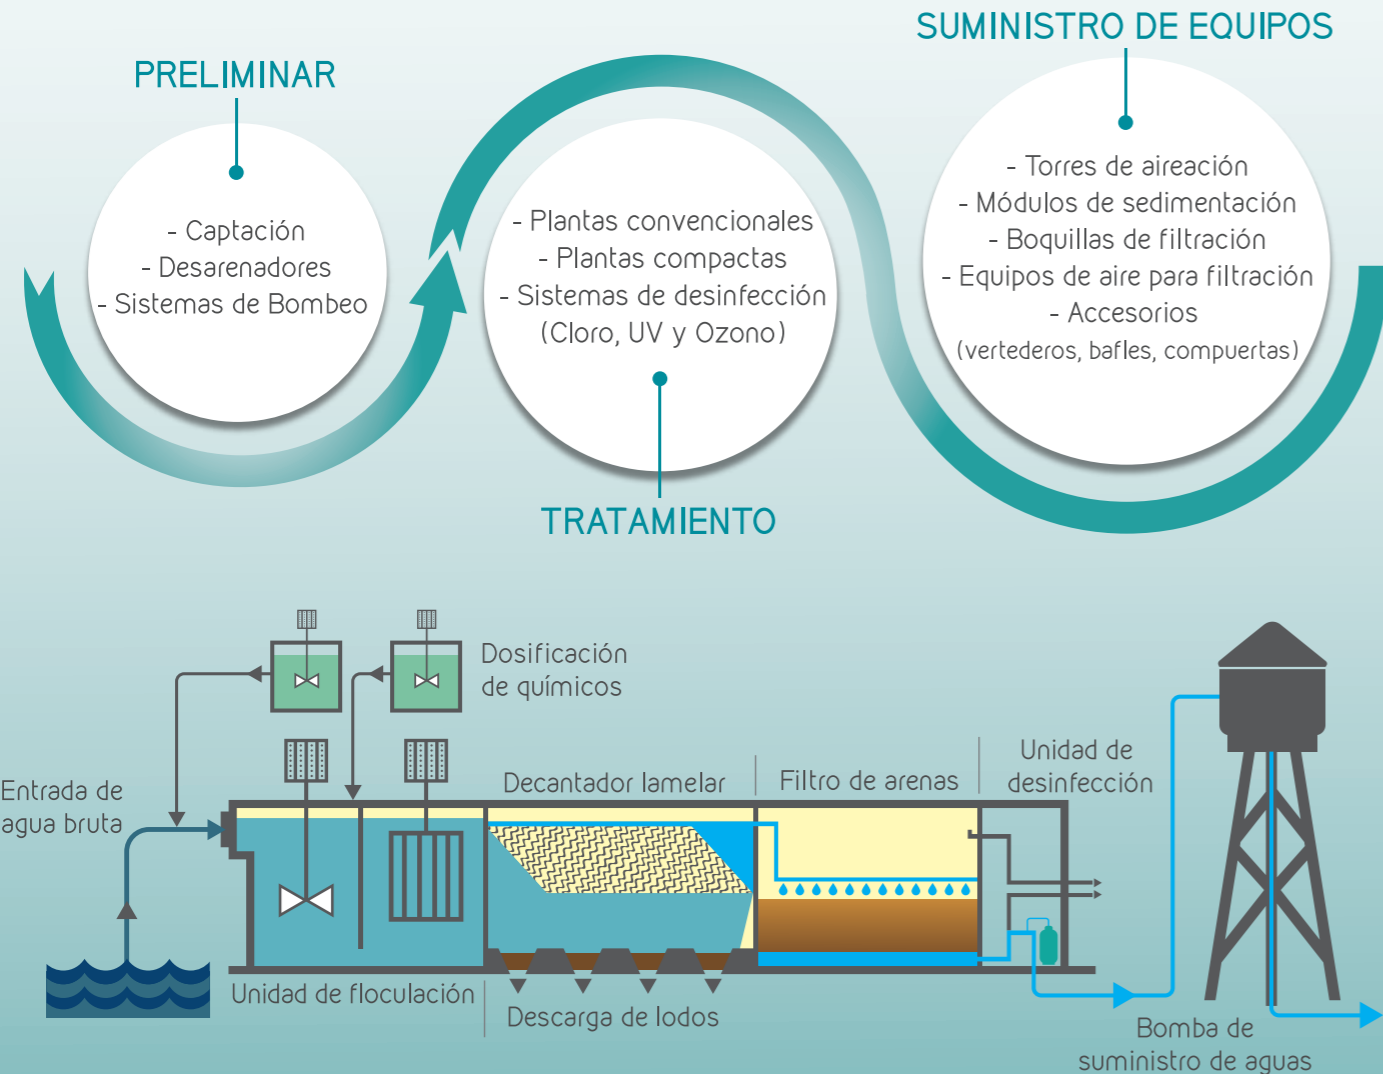 PRELIMINAR
- Captación
- Desarenadores
- Sistemas de Bombeo
- Plantas convencionales
- Plantas compactas
- Sistemas de desinfección
(Cloro, UV y Ozono)
TRATAMIENTO
SUMINISTRO DE EQUIPOS
- Torres de aireación
- Módulos de sedimentación
- Boquillas de filtración
- Equipos de aire para filtración
- Accesorios
(vertederos, bafles, compuertas)
Dosificación
de químicos
Entrada de
agua bruta
Decantador lamelar
Filtro de arenas
Unidad de
desinfección
Unidad de floculación
Descarga de lodos
Bomba de
suministro de aguas